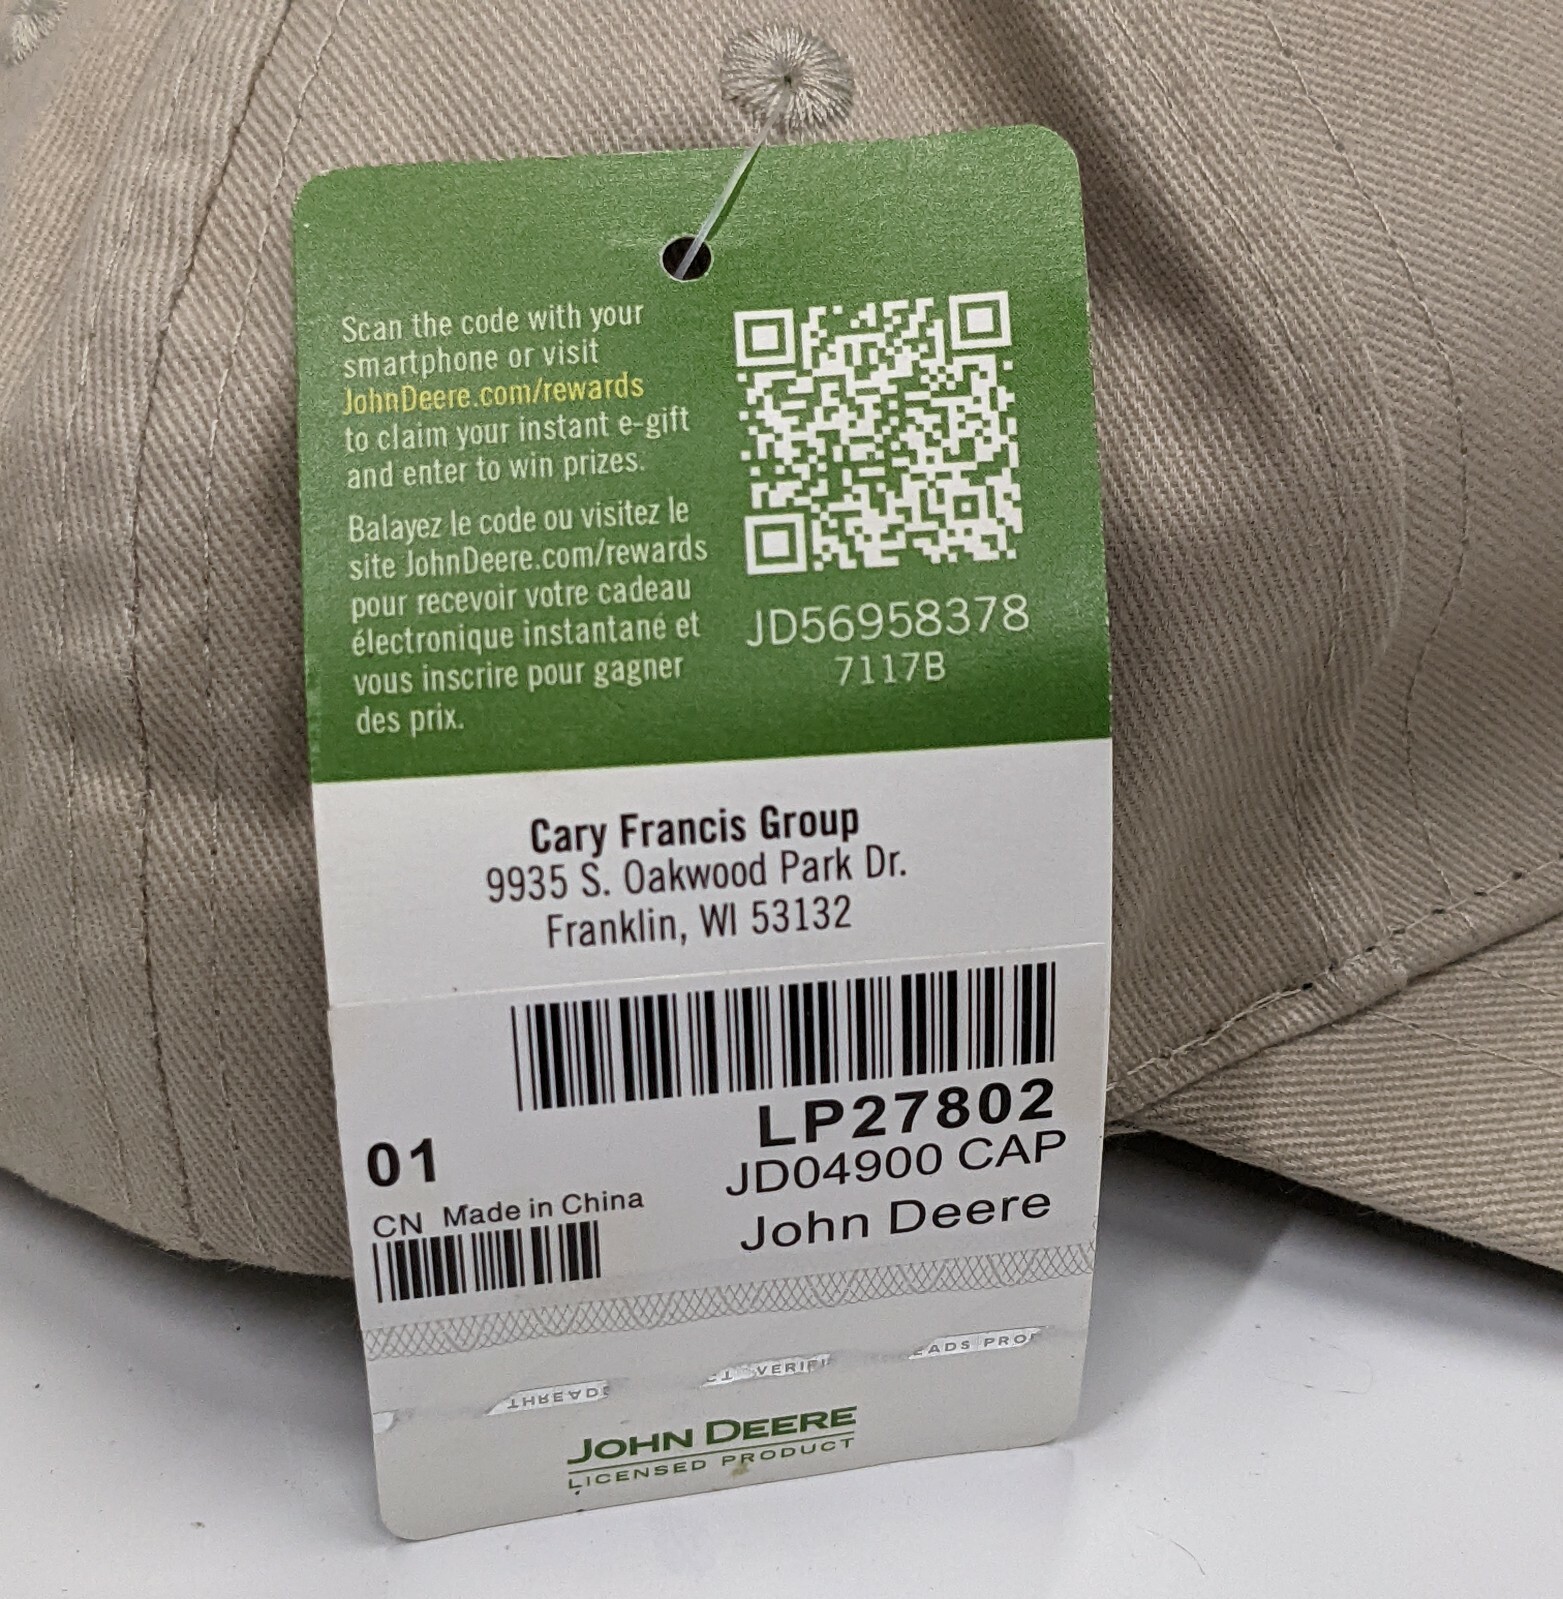 Scan the code with your
smartphone or visit
JohnDeere.com/rewards
to claim your instant e-gift
and enter to win prizes.
Balayez le code ou visitez le
site JohnDeere.com/rewards
pour recevoir votre cadeau
électronique instantané et
vous inscrire pour gagner
des prix.
JD56958378
7117B
Cary Francis Group
9935 S. Oakwood Park Dr.
Franklin, WI 53132
LP27802
JD04900 CAP
John Deere
01
CN Made in China
JOHN DEERE
LICENSED PRODUCT